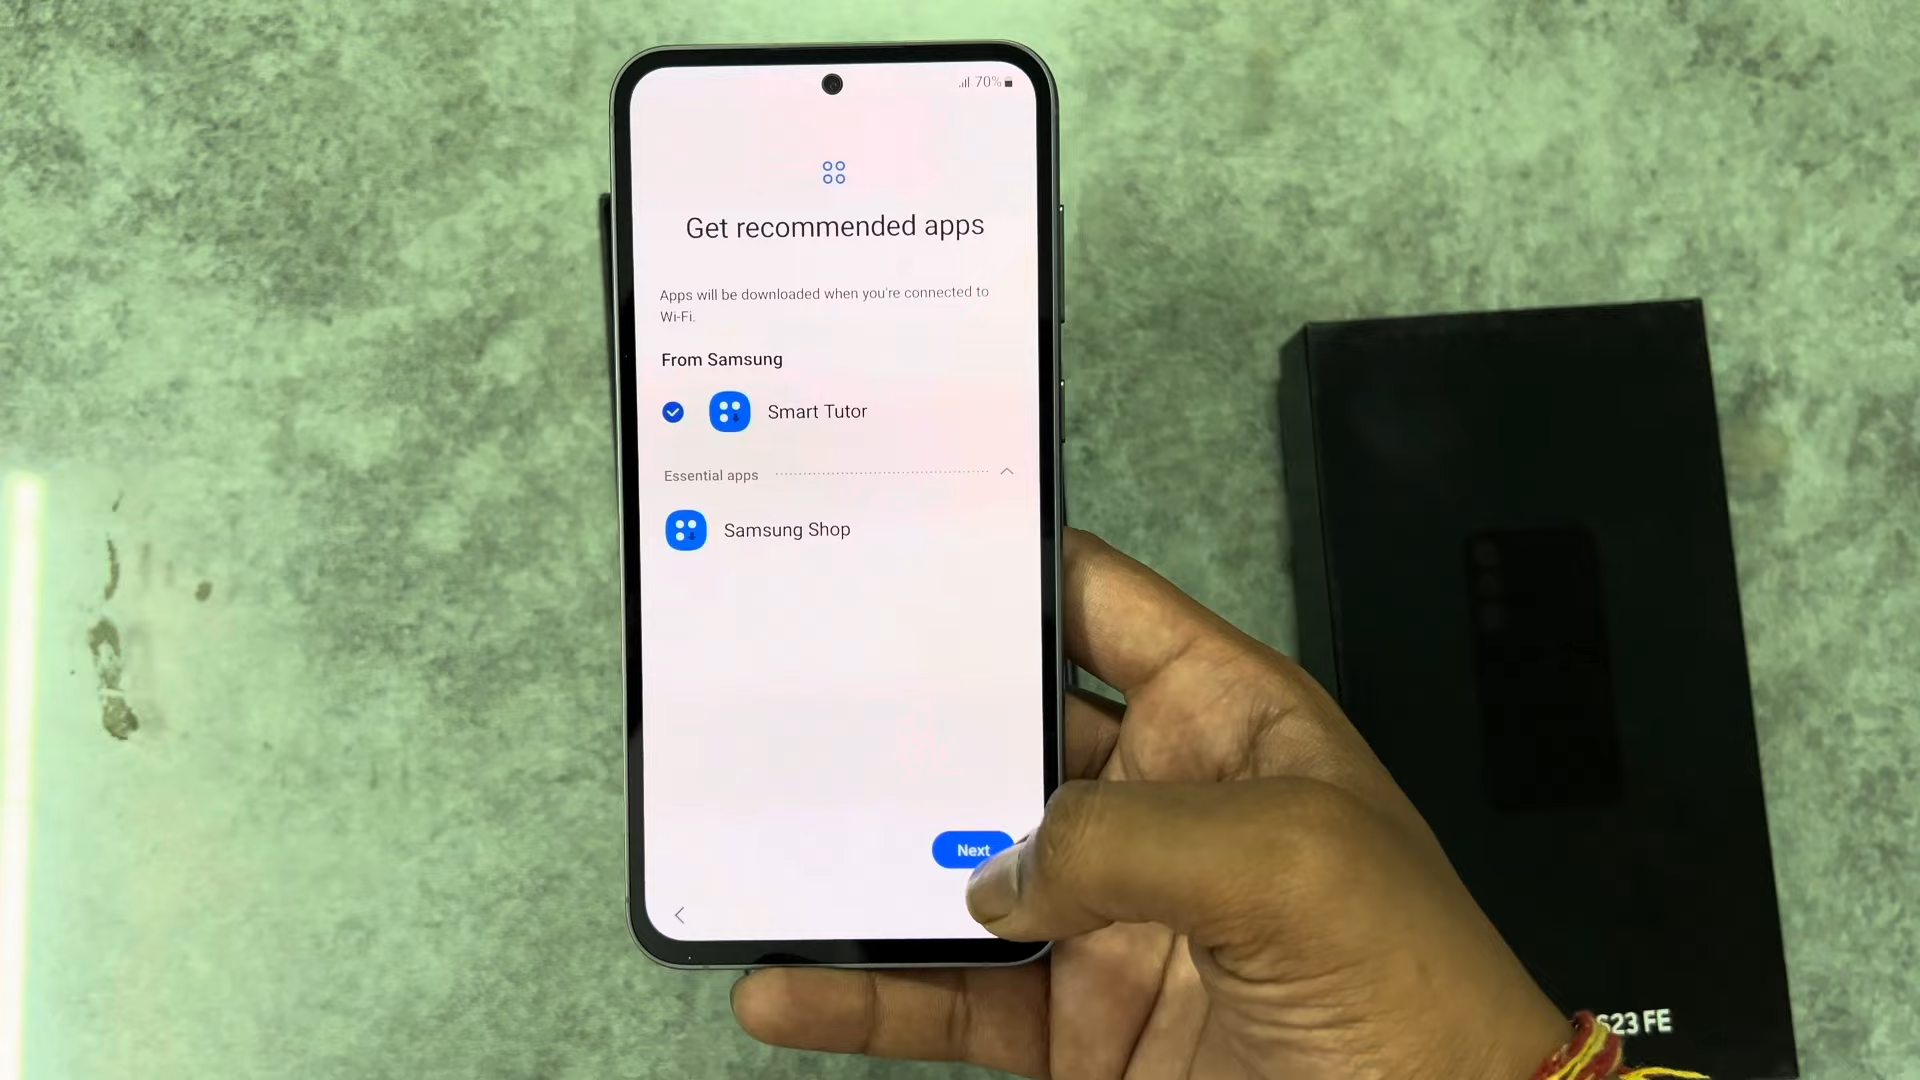 70%
Get recommended apps
Apps will be downloaded when you're connected to
Wi-Fi.
From Samsung
Smart Tutor
Essential apps
Samsung Shop
Next
S23 FE